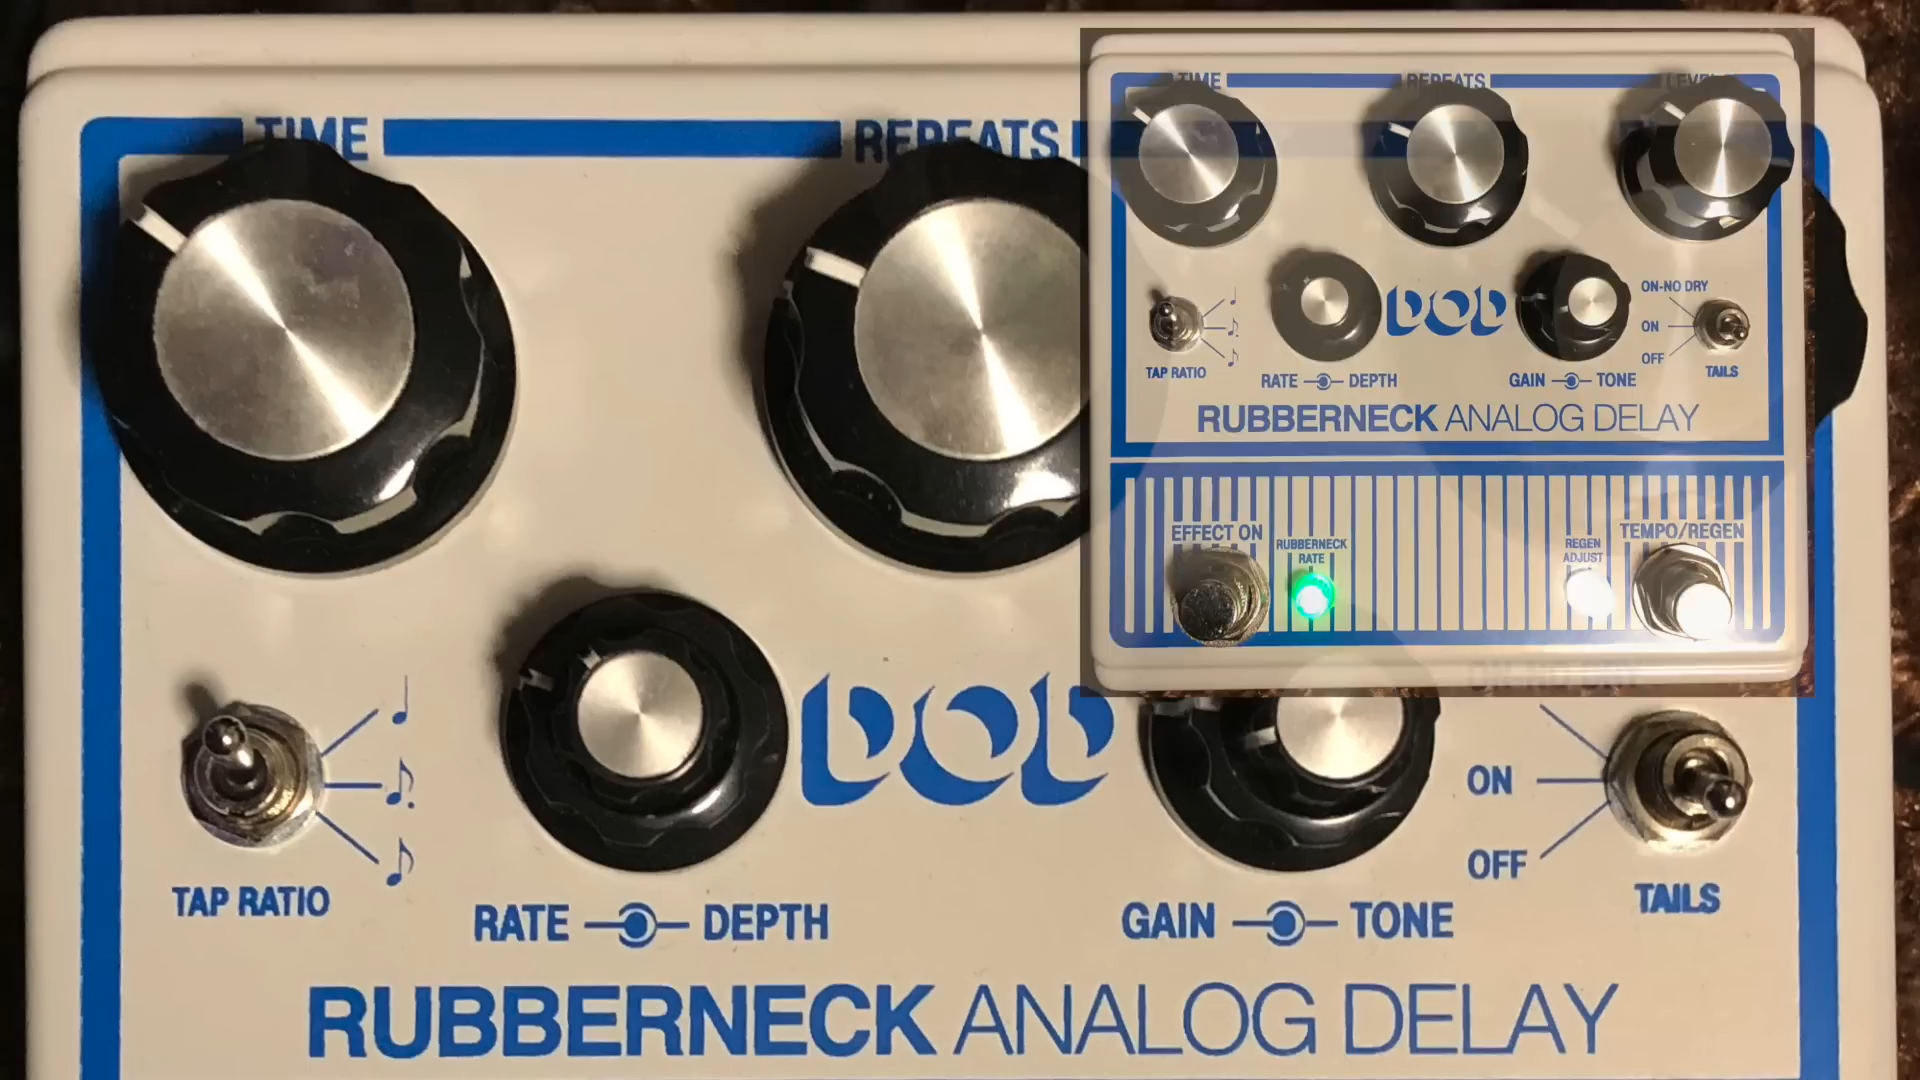 TIME
REPEATS
DOD
ON
OFF
TAP RATIO
TAILS
RATE
DEPTH
GAIN
TONE
RUBBERNECK ANALOG DELAY
TIME
REPEATS
LEVEL
ON-NO DRY
ON
OFF
DOD
TAP RATIO
TAILS
RATE
DEPTH
GAIN
TONE
RUBBERNECK ANALOG DELAY
EFFECT ON
RUBBERNECK
RATE
REGEN
ADJUST
TEMPO/REGEN